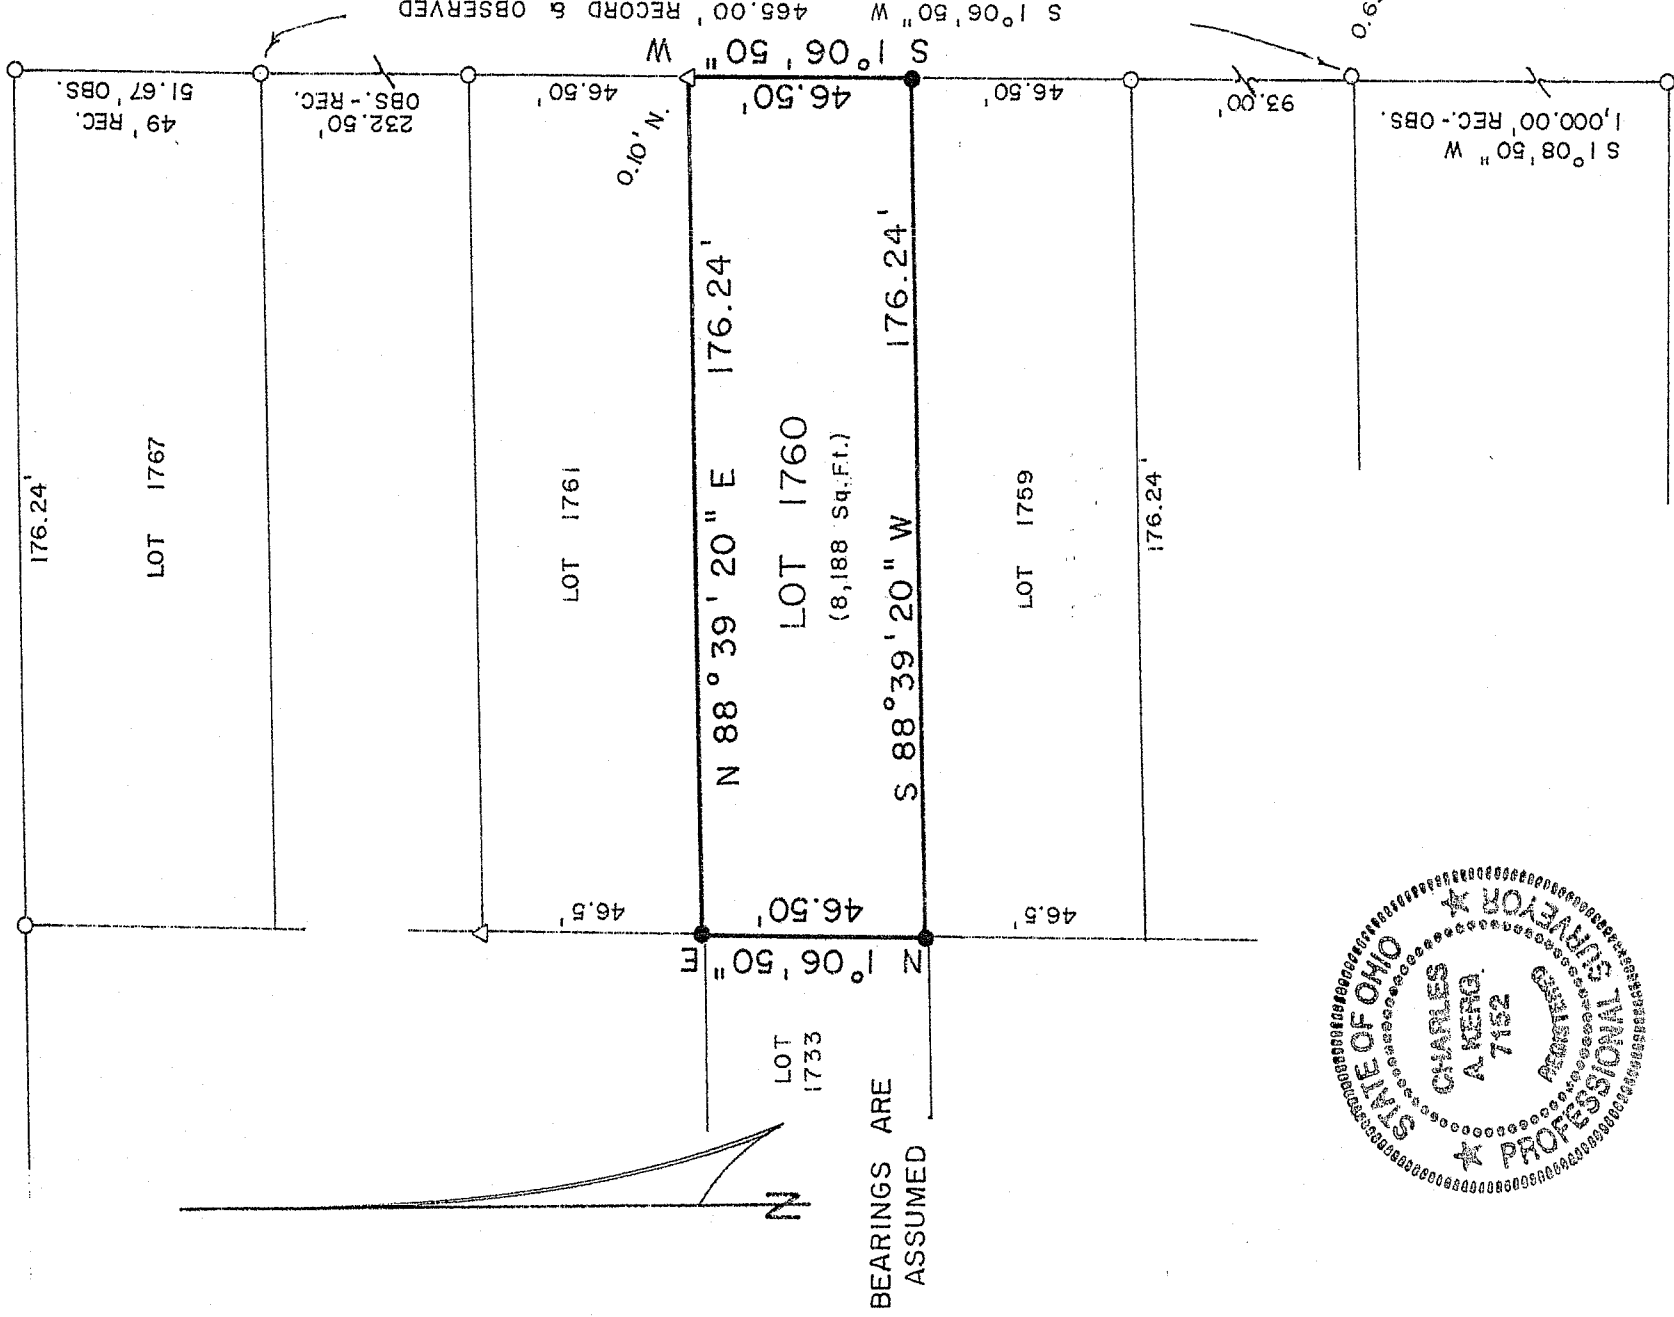 S 1°06'50" W 465.00' RECORD & OBSERVED
S 1°06'50" W
49' REC.
51.67' OBS.
232.50'
OBS.-REC.
46.50'
0.10' N.
46.50'
46.50'
93.00'
S 1°08'50" W
1,000.00' REC.-OBS.
176.24'
LOT 1767
LOT 1761
N 88°39'20" E 176.24'
LOT 1760
(8,188 Sq.Ft.)
S 88°39'20" W 176.24'
LOT 1759
176.24'
46.5'
46.50'
46.5'
N 1°06'50" E
LOT
1733
N
BEARINGS ARE
ASSUMED
STATE OF OHIO
CHARLES
A. KERG
7152
REGISTERED
PROFESSIONAL SURVEYOR